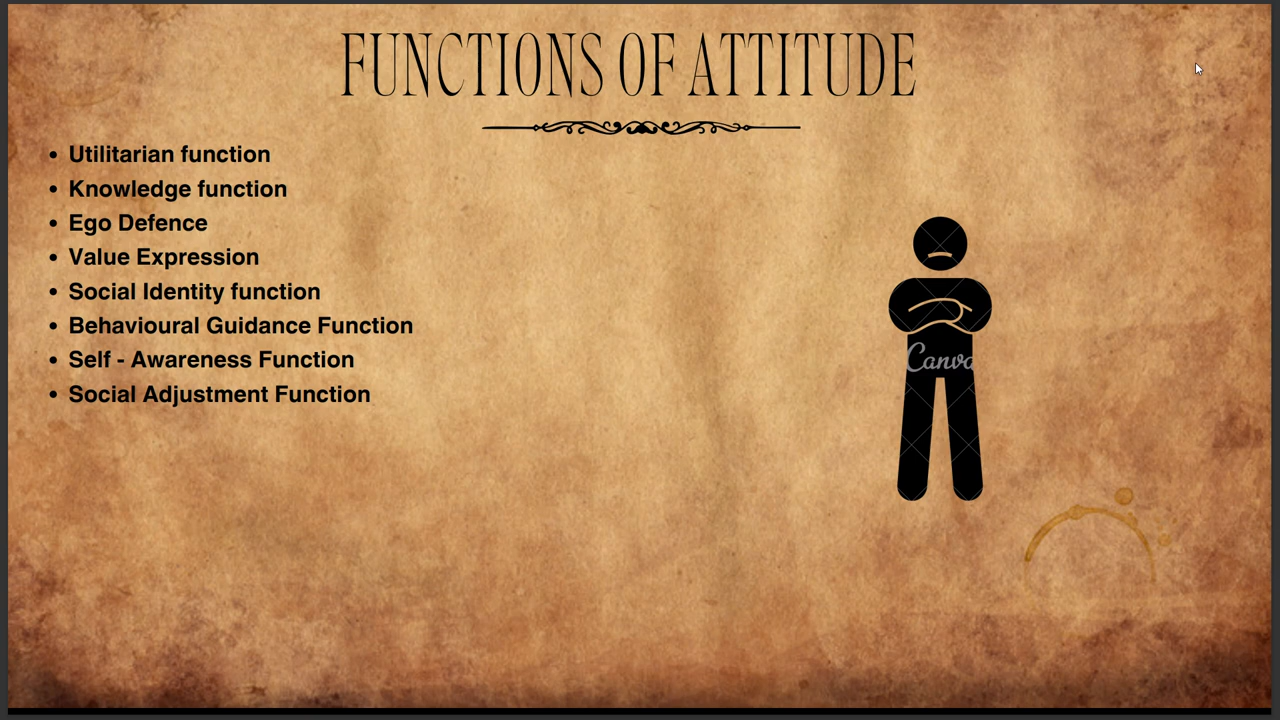 FUNCTIONS OF ATTITUDE
• Utilitarian function
• Knowledge function
• Ego Defence
• Value Expression
• Social Identity function
• Behavioural Guidance Function
• Self - Awareness Function
• Social Adjustment Function
Canva